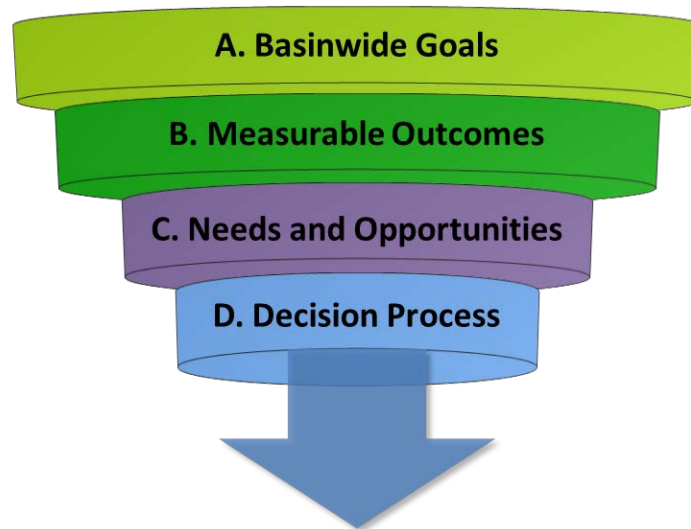 A. Basinwide Goals
B. Measurable Outcomes
C. Needs and Opportunities
D. Decision Process